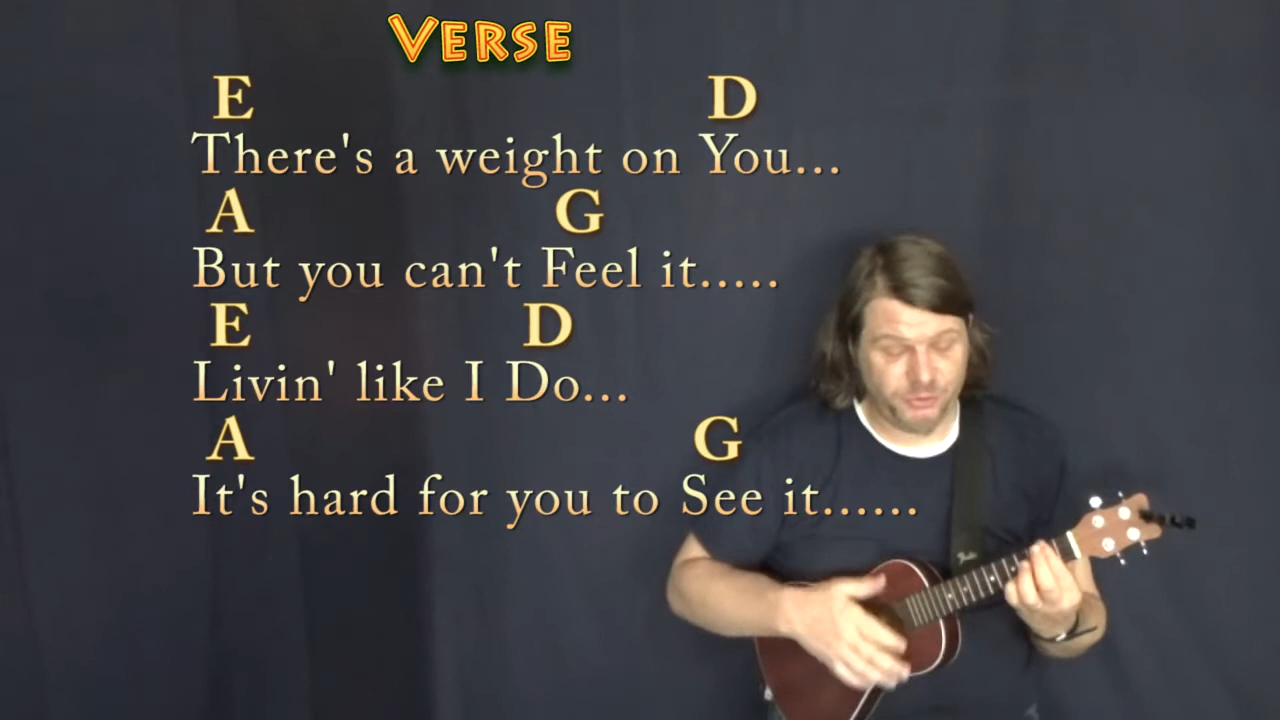 VERSE
E D
There's a weight on You...
A G
But you can't Feel it.....
E D
Livin' like I Do...
A G
It's hard for you to See it......
Fender